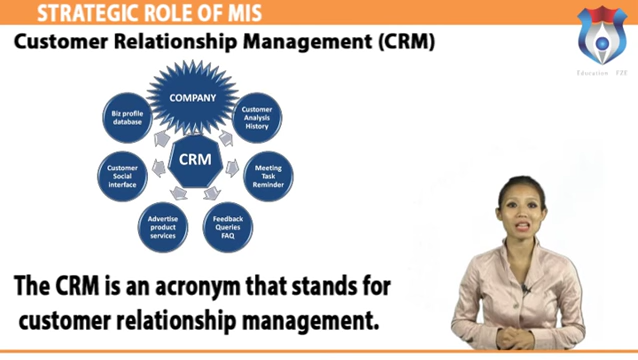 STRATEGIC ROLE OF MIS
Customer Relationship Management (CRM)
Education FZE
COMPANY
Biz profile
database
Customer
Analysis
History
CRM
Customer
Social
Interface
Meeting
Task
Reminder
Advertise
product
services
Feedback
Queries
FAQ
The CRM is an acronym that stands for
customer relationship management.